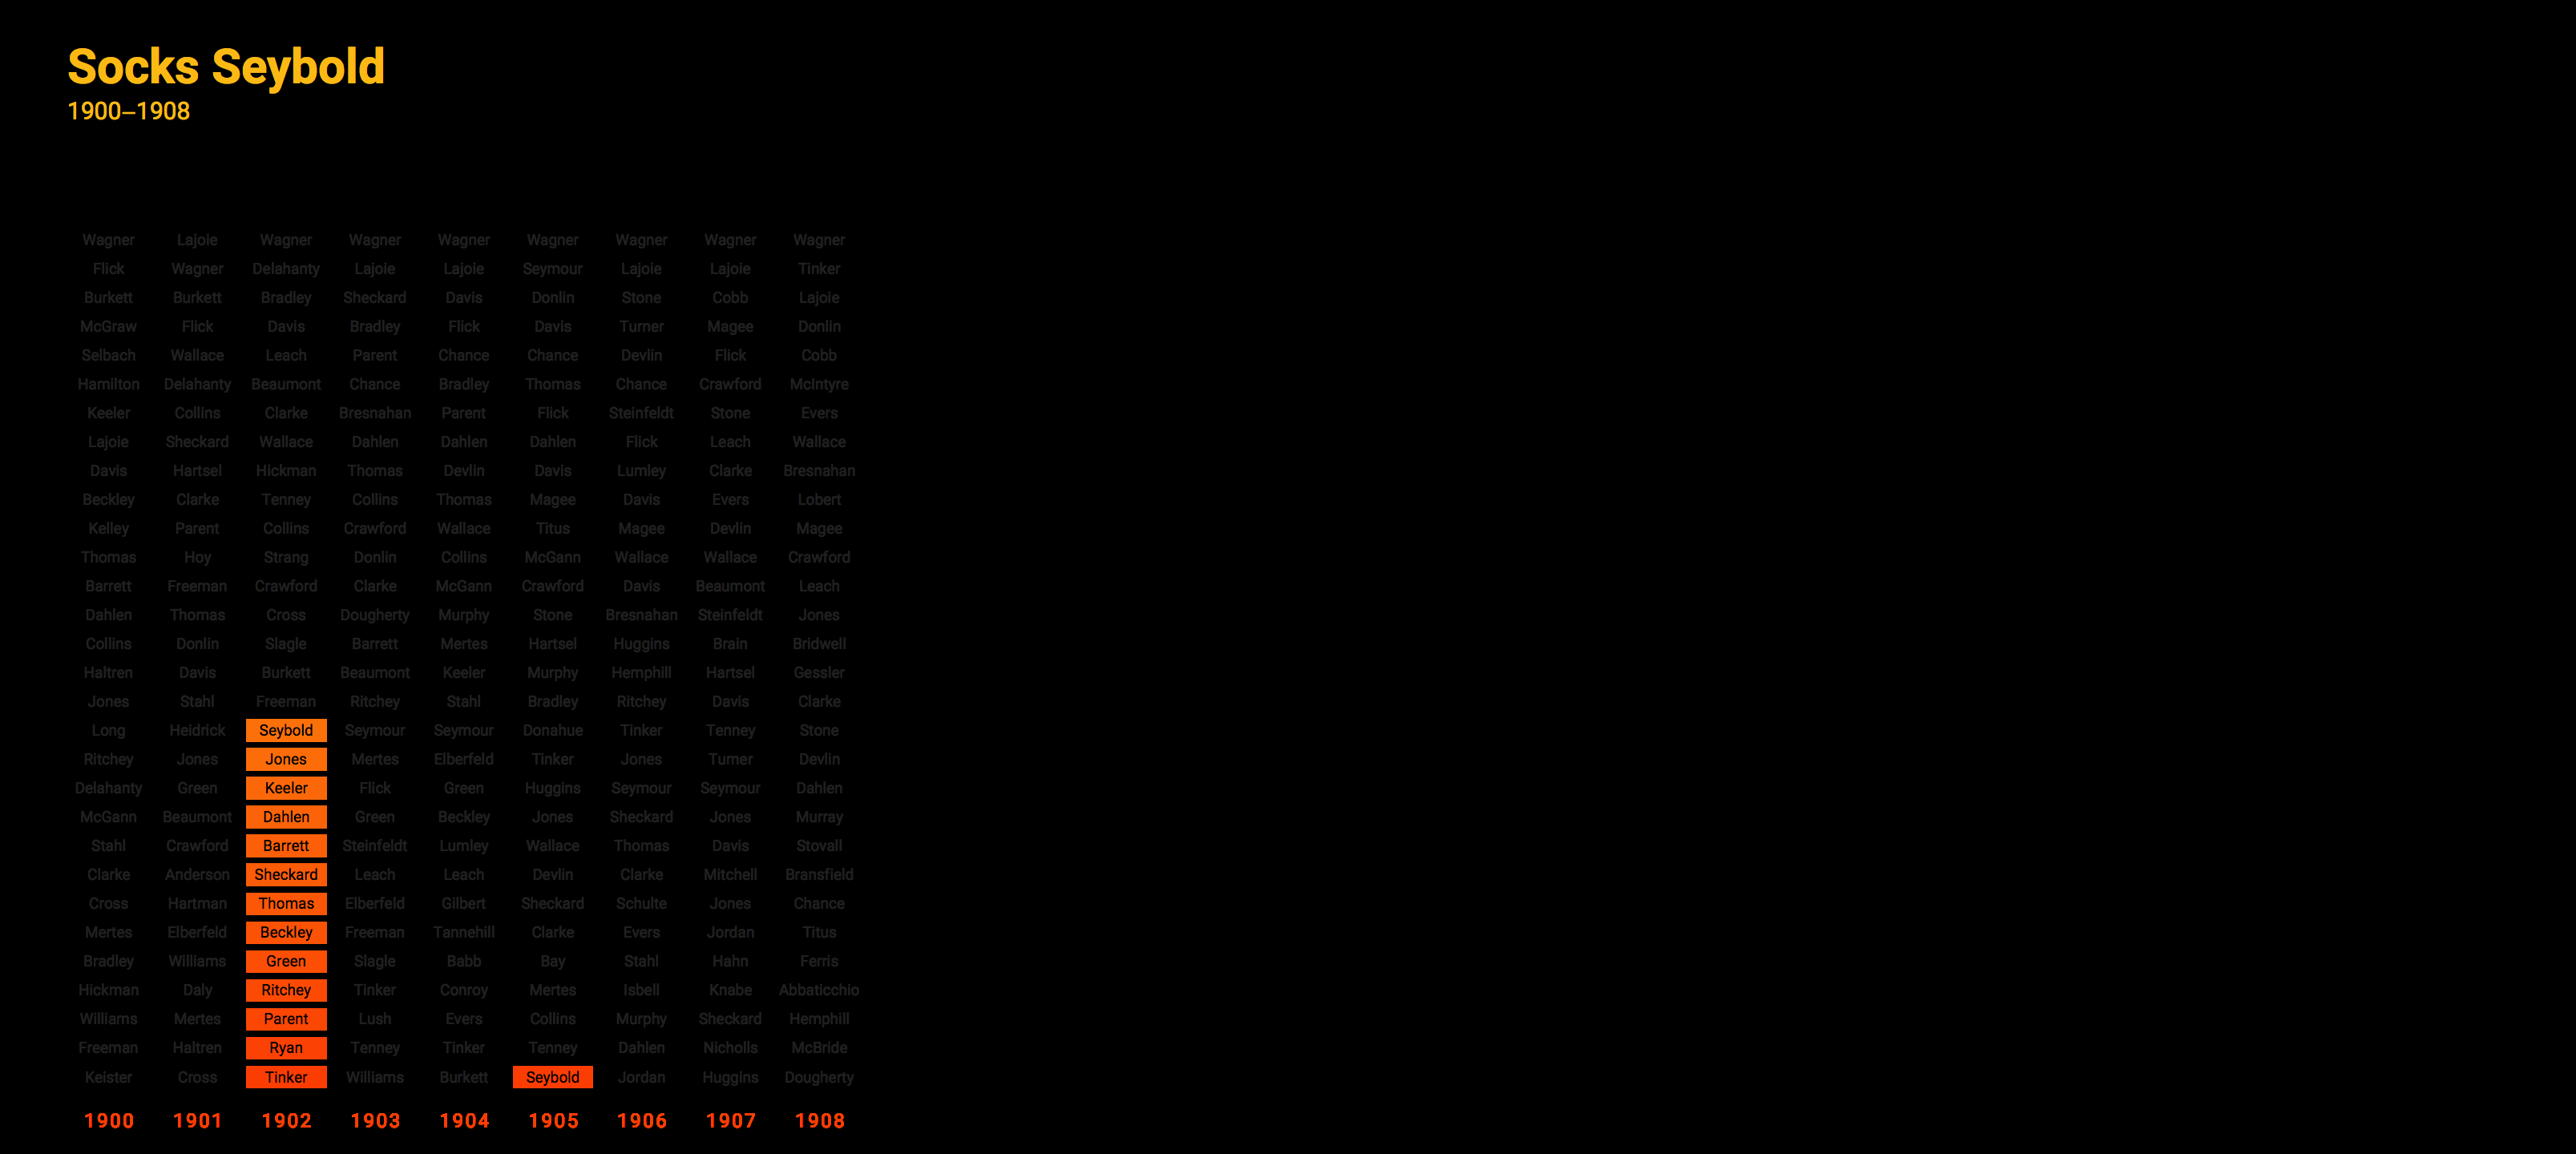 Socks Seybold
1900–1908
Wagner Lajoie Wagner Wagner Wagner Wagner Wagner Wagner Wagner
Flick Wagner Delahanty Lajoie Lajoie Seymour Lajoie Lajoie Tinker
Burkett Burkett Bradley Sheckard Davis Donlin Stone Cobb Lajoie
McGraw Flick Davis Bradley Flick Davis Turner Magee Donlin
Selbach Wallace Leach Parent Chance Chance Devlin Flick Cobb
Hamilton Delahanty Beaumont Chance Bradley Thomas Chance Crawford McIntyre
Keeler Collins Clarke Bresnahan Parent Flick Steinfeldt Stone Evers
Lajoie Sheckard Wallace Dahlen Dahlen Dahlen Flick Leach Wallace
Davis Hartsel Hickman Thomas Devlin Davis Lumley Clarke Bresnahan
Beckley Clarke Tenney Collins Thomas Magee Davis Evers Lobert
Kelley Parent Collins Crawford Wallace Titus Magee Devlin Magee
Thomas Hoy Strang Donlin Collins McGann Wallace Wallace Crawford
Barrett Freeman Crawford Clarke McGann Crawford Davis Beaumont Leach
Dahlen Thomas Cross Dougherty Murphy Stone Bresnahan Steinfeldt Jones
Collins Donlin Slagle Barrett Mertes Hartsel Huggins Brain Bridwell
Haltren Davis Burkett Beaumont Keeler Murphy Hemphill Hartsel Gessler
Jones Stahl Freeman Ritchey Stahl Bradley Ritchey Davis Clarke
Long Heidrick Seybold Seymour Seymour Donahue Tinker Tenney Stone
Ritchey Jones Jones Mertes Elberfeld Tinker Jones Turner Devlin
Delahanty Green Keeler Flick Green Huggins Seymour Seymour Dahlen
McGann Beaumont Dahlen Green Beckley Jones Sheckard Jones Murray
Stahl Crawford Barrett Steinfeldt Lumley Wallace Thomas Davis Stovall
Clarke Anderson Sheckard Leach Leach Devlin Clarke Mitchell Bransfield
Cross Hartman Thomas Elberfeld Gilbert Sheckard Schulte Jones Chance
Mertes Elberfeld Beckley Freeman Tannehill Clarke Evers Jordan Titus
Bradley Williams Green Slagle Babb Bay Stahl Hahn Ferris
Hickman Daly Ritchey Tinker Conroy Mertes Isbell Knabe Abbaticchio
Williams Mertes Parent Lush Evers Collins Murphy Sheckard Hemphill
Freeman Haltren Ryan Tenney Tinker Tenney Dahlen Nicholls McBride
Keister Cross Tinker Williams Burkett Seybold Jordan Huggins Dougherty
1900 1901 1902 1903 1904 1905 1906 1907 1908